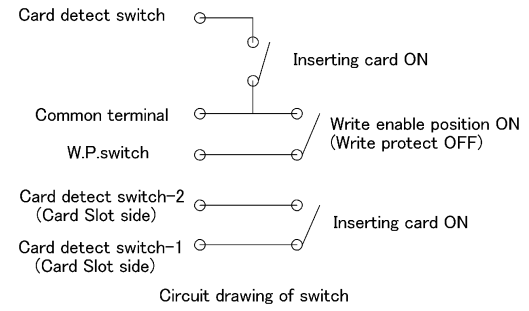 Card detect switch
Inserting card ON
Common terminal
Write enable position ON
(Write protect OFF)
W.P.switch
Card detect switch-2
(Card Slot side)
Inserting card ON
Card detect switch-1
(Card Slot side)
Circuit drawing of switch